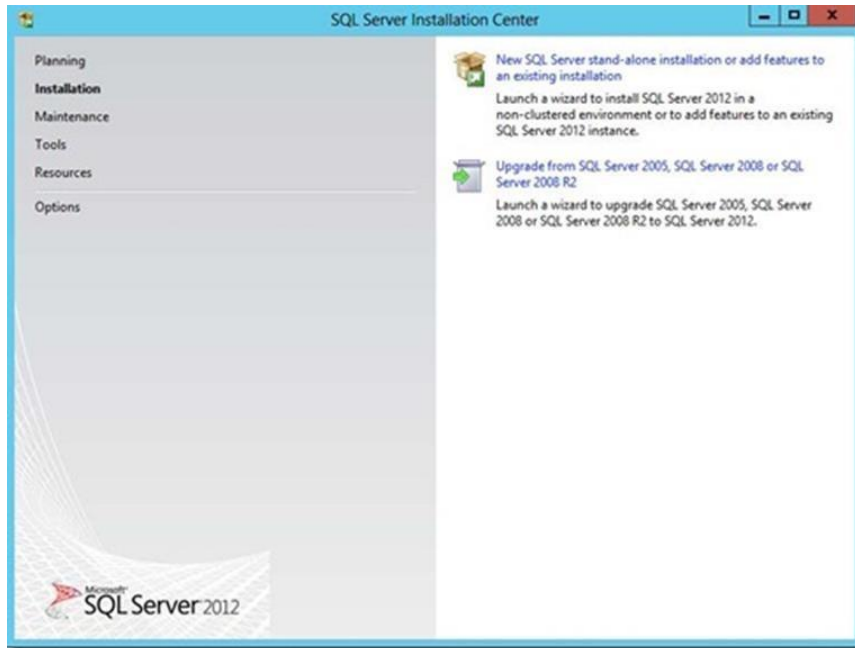 SQL Server Installation Center
Planning
Installation
Maintenance
Tools
Resources
Options
New SQL Server stand-alone installation or add features to
an existing installation
Launch a wizard to install SQL Server 2012 in a
non-clustered environment or to add features to an existing
SQL Server 2012 instance.
Upgrade from SQL Server 2005, SQL Server 2008 or SQL
Server 2008 R2
Launch a wizard to upgrade SQL Server 2005, SQL Server
2008 or SQL Server 2008 R2 to SQL Server 2012.
Microsoft
SQL Server 2012